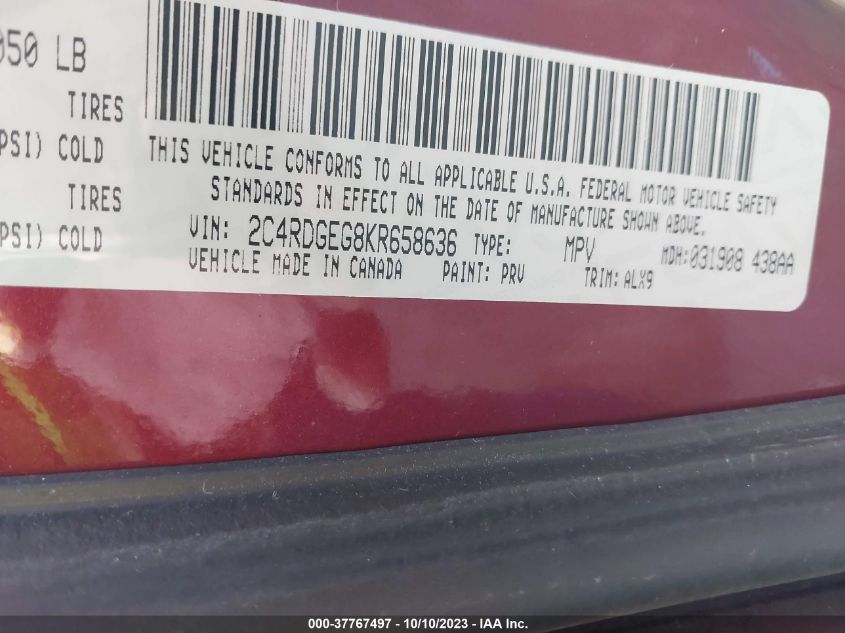 050 LB
TIRES
PSI) COLD
TIRES
PSI) COLD
THIS VEHICLE CONFORMS TO ALL APPLICABLE U.S.A. FEDERAL MOTOR VEHICLE SAFETY
STANDARDS IN EFFECT ON THE DATE OF MANUFACTURE SHOWN ABOVE.
VIN: 2C4RDGEG8KR658636 TYPE: MPV MDH:031908 438AA
VEHICLE MADE IN CANADA PAINT: PRV TRIM: ALX9
000-37767497 - 10/10/2023 - IAA Inc.